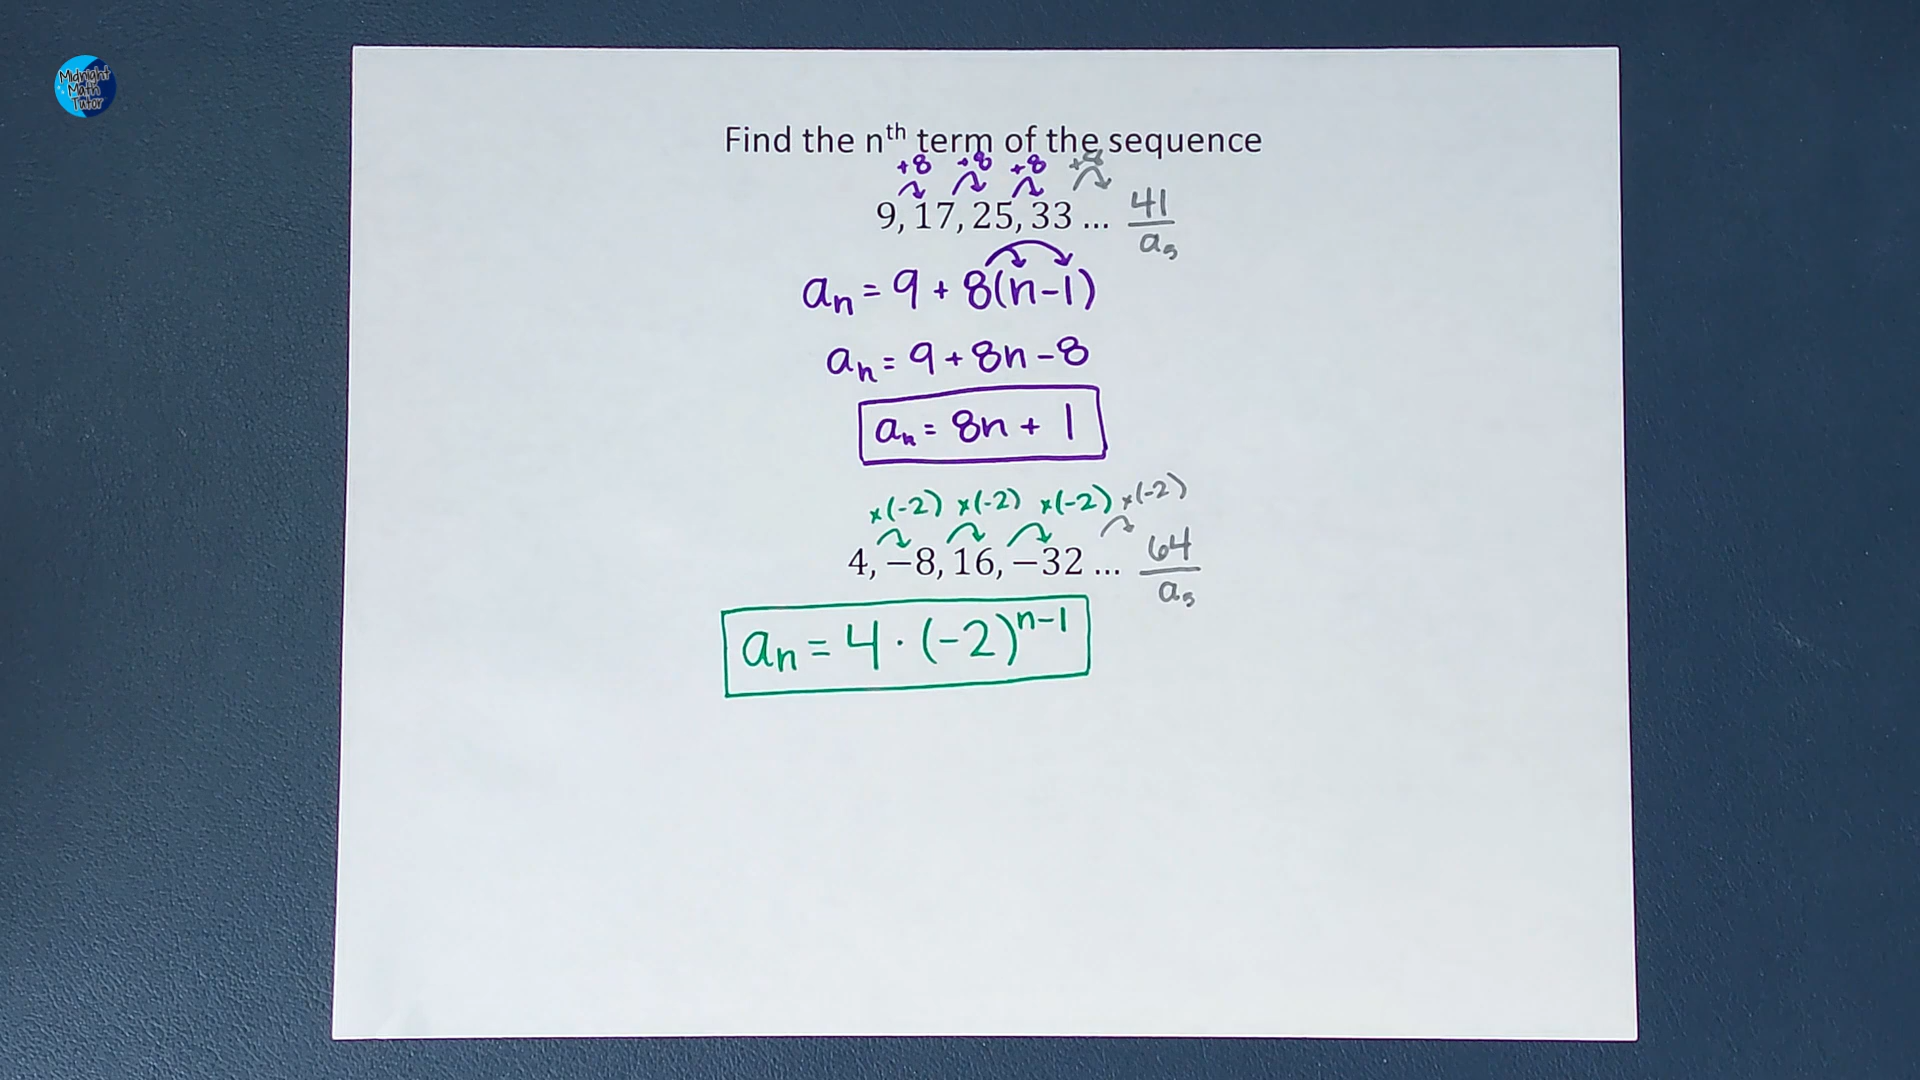 Midnight
Math
Tutor
Find the nᵗʰ term of the sequence
+8 +8 +8 +8
9, 17, 25, 33 ... 41
a₅
aₙ = 9 + 8(n-1)
aₙ = 9 + 8n - 8
aₙ = 8n + 1
×(-2) ×(-2) ×(-2) ×(-2)
4, −8, 16, −32 ... 64
a₅
aₙ = 4 · (-2)ⁿ⁻¹